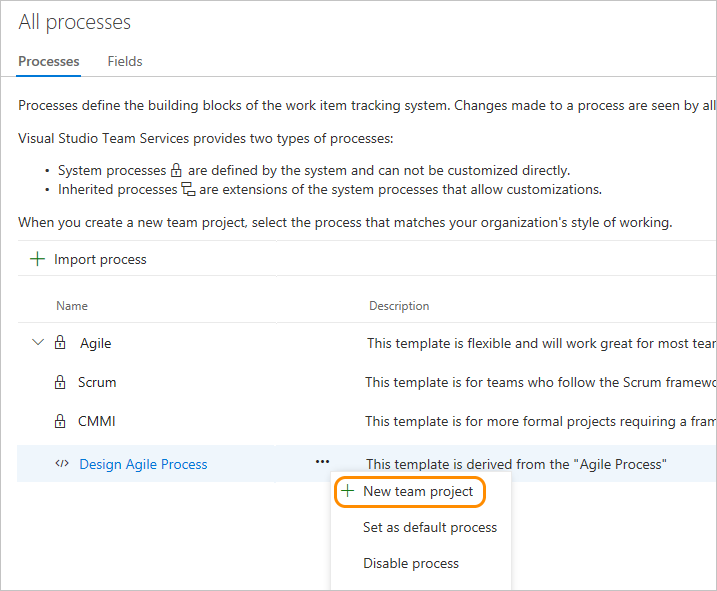 All processes
Processes Fields
Processes define the building blocks of the work item tracking system. Changes made to a process are seen by all
Visual Studio Team Services provides two types of processes:
• System processes are defined by the system and can not be customized directly.
• Inherited processes are extensions of the system processes that allow customizations.
When you create a new team project, select the process that matches your organization's style of working.
Import process
Name Description
Agile This template is flexible and will work great for most tear
Scrum This template is for teams who follow the Scrum framewo
CMMI This template is for more formal projects requiring a fram
Design Agile Process ... This template is derived from the "Agile Process"
New team project
Set as default process
Disable process